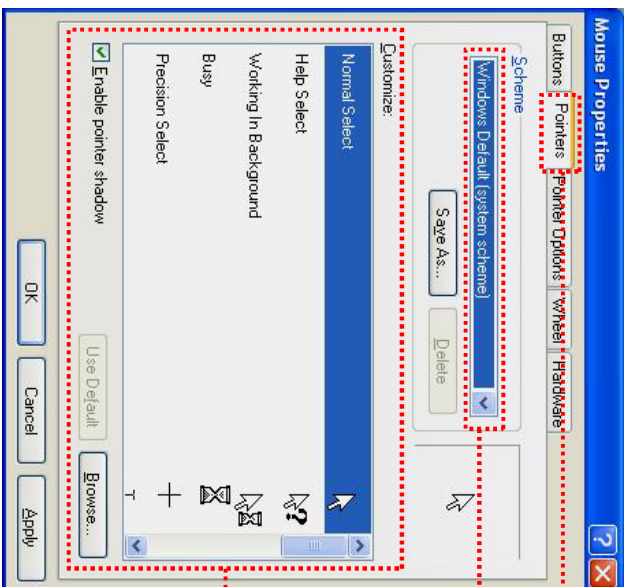 Mouse Properties
Buttons Pointers Pointer Options Wheel Hardware
Scheme
Windows Default (system scheme)
Save As... Delete
Customize:
Normal Select
Help Select
Working In Background
Busy
Precision Select
Enable pointer shadow
Use Default Browse...
OK Cancel Apply